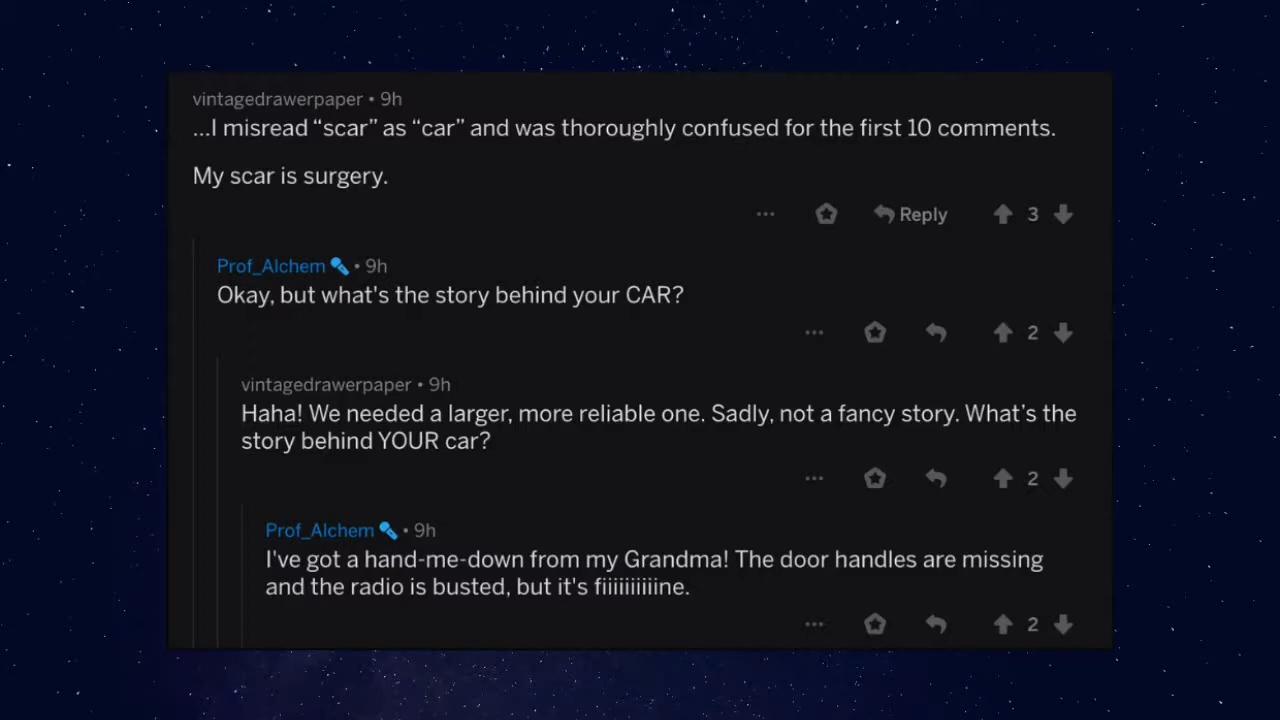 vintagedrawerpaper • 9h
...I misread “scar” as “car” and was thoroughly confused for the first 10 comments.
My scar is surgery.
... Reply 3
Prof_Alchem • 9h
Okay, but what's the story behind your CAR?
... 2
vintagedrawerpaper • 9h
Haha! We needed a larger, more reliable one. Sadly, not a fancy story. What’s the
story behind YOUR car?
... 2
Prof_Alchem • 9h
I've got a hand-me-down from my Grandma! The door handles are missing
and the radio is busted, but it's fiiiiiiiiiine.
... 2